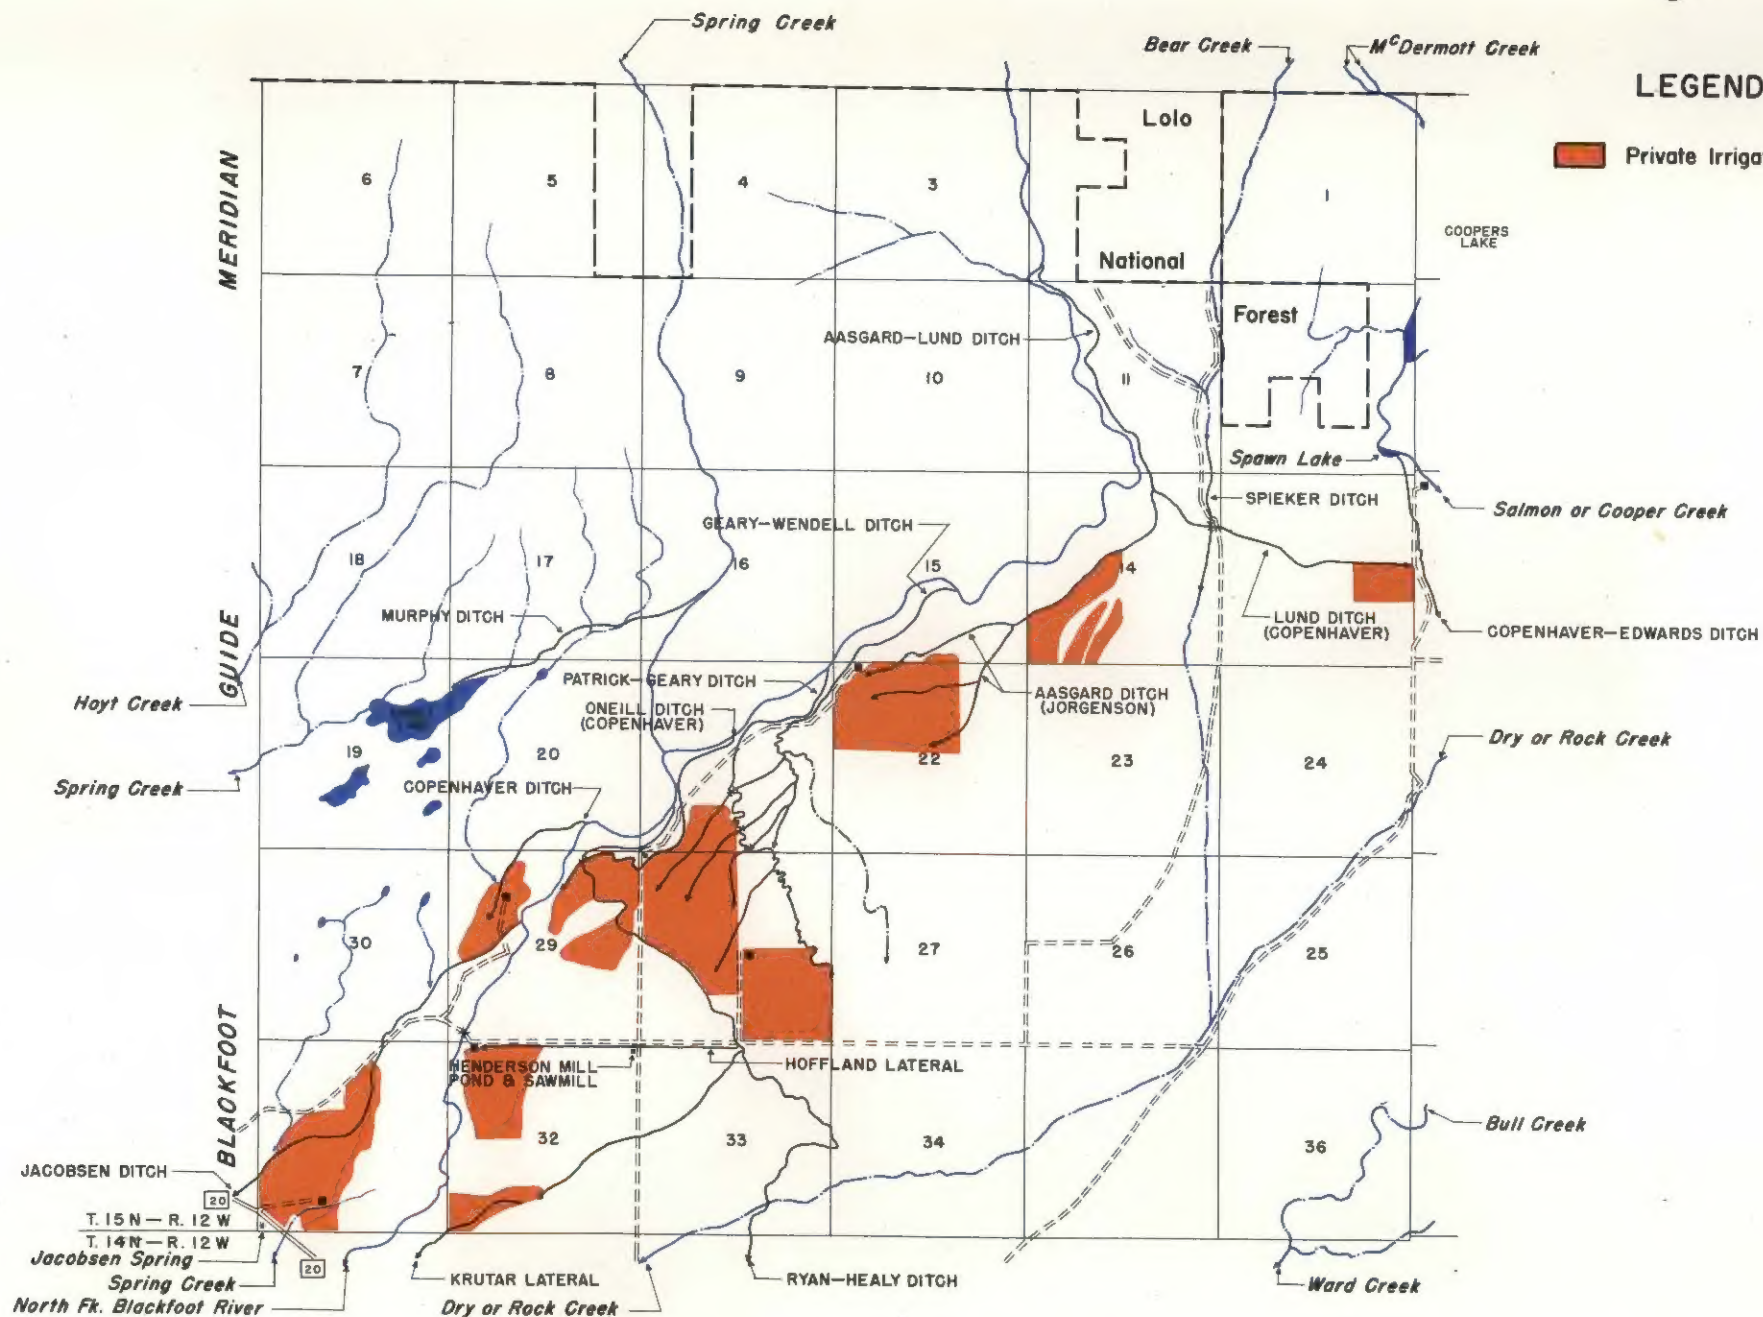 Spring Creek
Bear Creek
McDermott Creek
LEGEND
Private Irriga
Lolo
National
Forest
COOPERS
LAKE
MERIDIAN
GUIDE
BLACKFOOT
6
5
4
3
1
7
8
9
10
11
AASGARD-LUND DITCH
Spawn Lake
SPIEKER DITCH
Salmon or Cooper Creek
GEARY-WENDELL DITCH
18
17
16
15
14
MURPHY DITCH
LUND DITCH
(COPENHAVER)
COPENHAVER-EDWARDS DITCH
Hoyt Creek
PATRICK-GEARY DITCH
ONEILL DITCH
(COPENHAVER)
AASGARD DITCH
(JORGENSON)
Dry or Rock Creek
19
20
22
23
24
Spring Creek
COPENHAVER DITCH
30
29
27
26
25
HENDERSON MILL
POND & SAWMILL
HOFFLAND LATERAL
32
33
34
36
Bull Creek
JACOBSEN DITCH
20
T. 15 N - R. 12 W
T. 14 N - R. 12 W
Jacobsen Spring
20
Spring Creek
North Fk. Blackfoot River
KRUTAR LATERAL
Dry or Rock Creek
RYAN-HEALY DITCH
Ward Creek